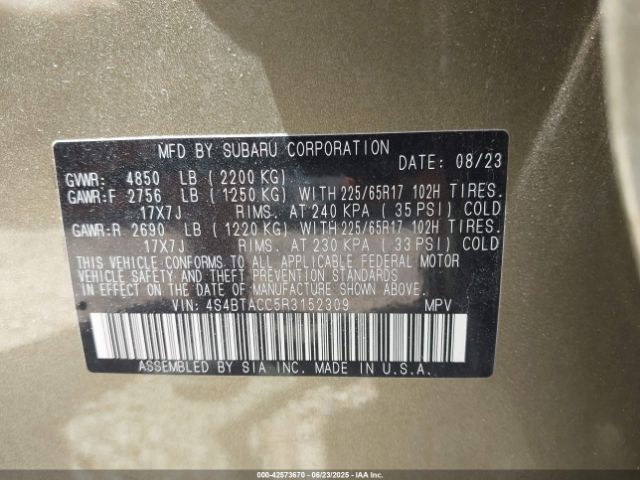 MFD BY SUBARU CORPORATION
DATE: 08/23
GVWR: 4850 LB (2200 KG)
GAWR:F 2756 LB (1250 KG) WITH 225/65R17 102H TIRES.
17X7J RIMS. AT 240 KPA (35 PSI) COLD
GAWR:R 2690 LB (1220 KG) WITH 225/65R17 102H TIRES.
17X7J RIMS. AT 230 KPA (33 PSI) COLD
THIS VEHICLE CONFORMS TO ALL APPLICABLE FEDERAL MOTOR
VEHICLE SAFETY AND THEFT PREVENTION STANDARDS
IN EFFECT ON THE DATE OF MANUFACTURE SHOWN ABOVE.
VIN: 4S4BTACC5R3152309 MPV
ASSEMBLED BY SIA INC. MADE IN U.S.A.
000-42573670 - 06/23/2025 - IAAI.COM